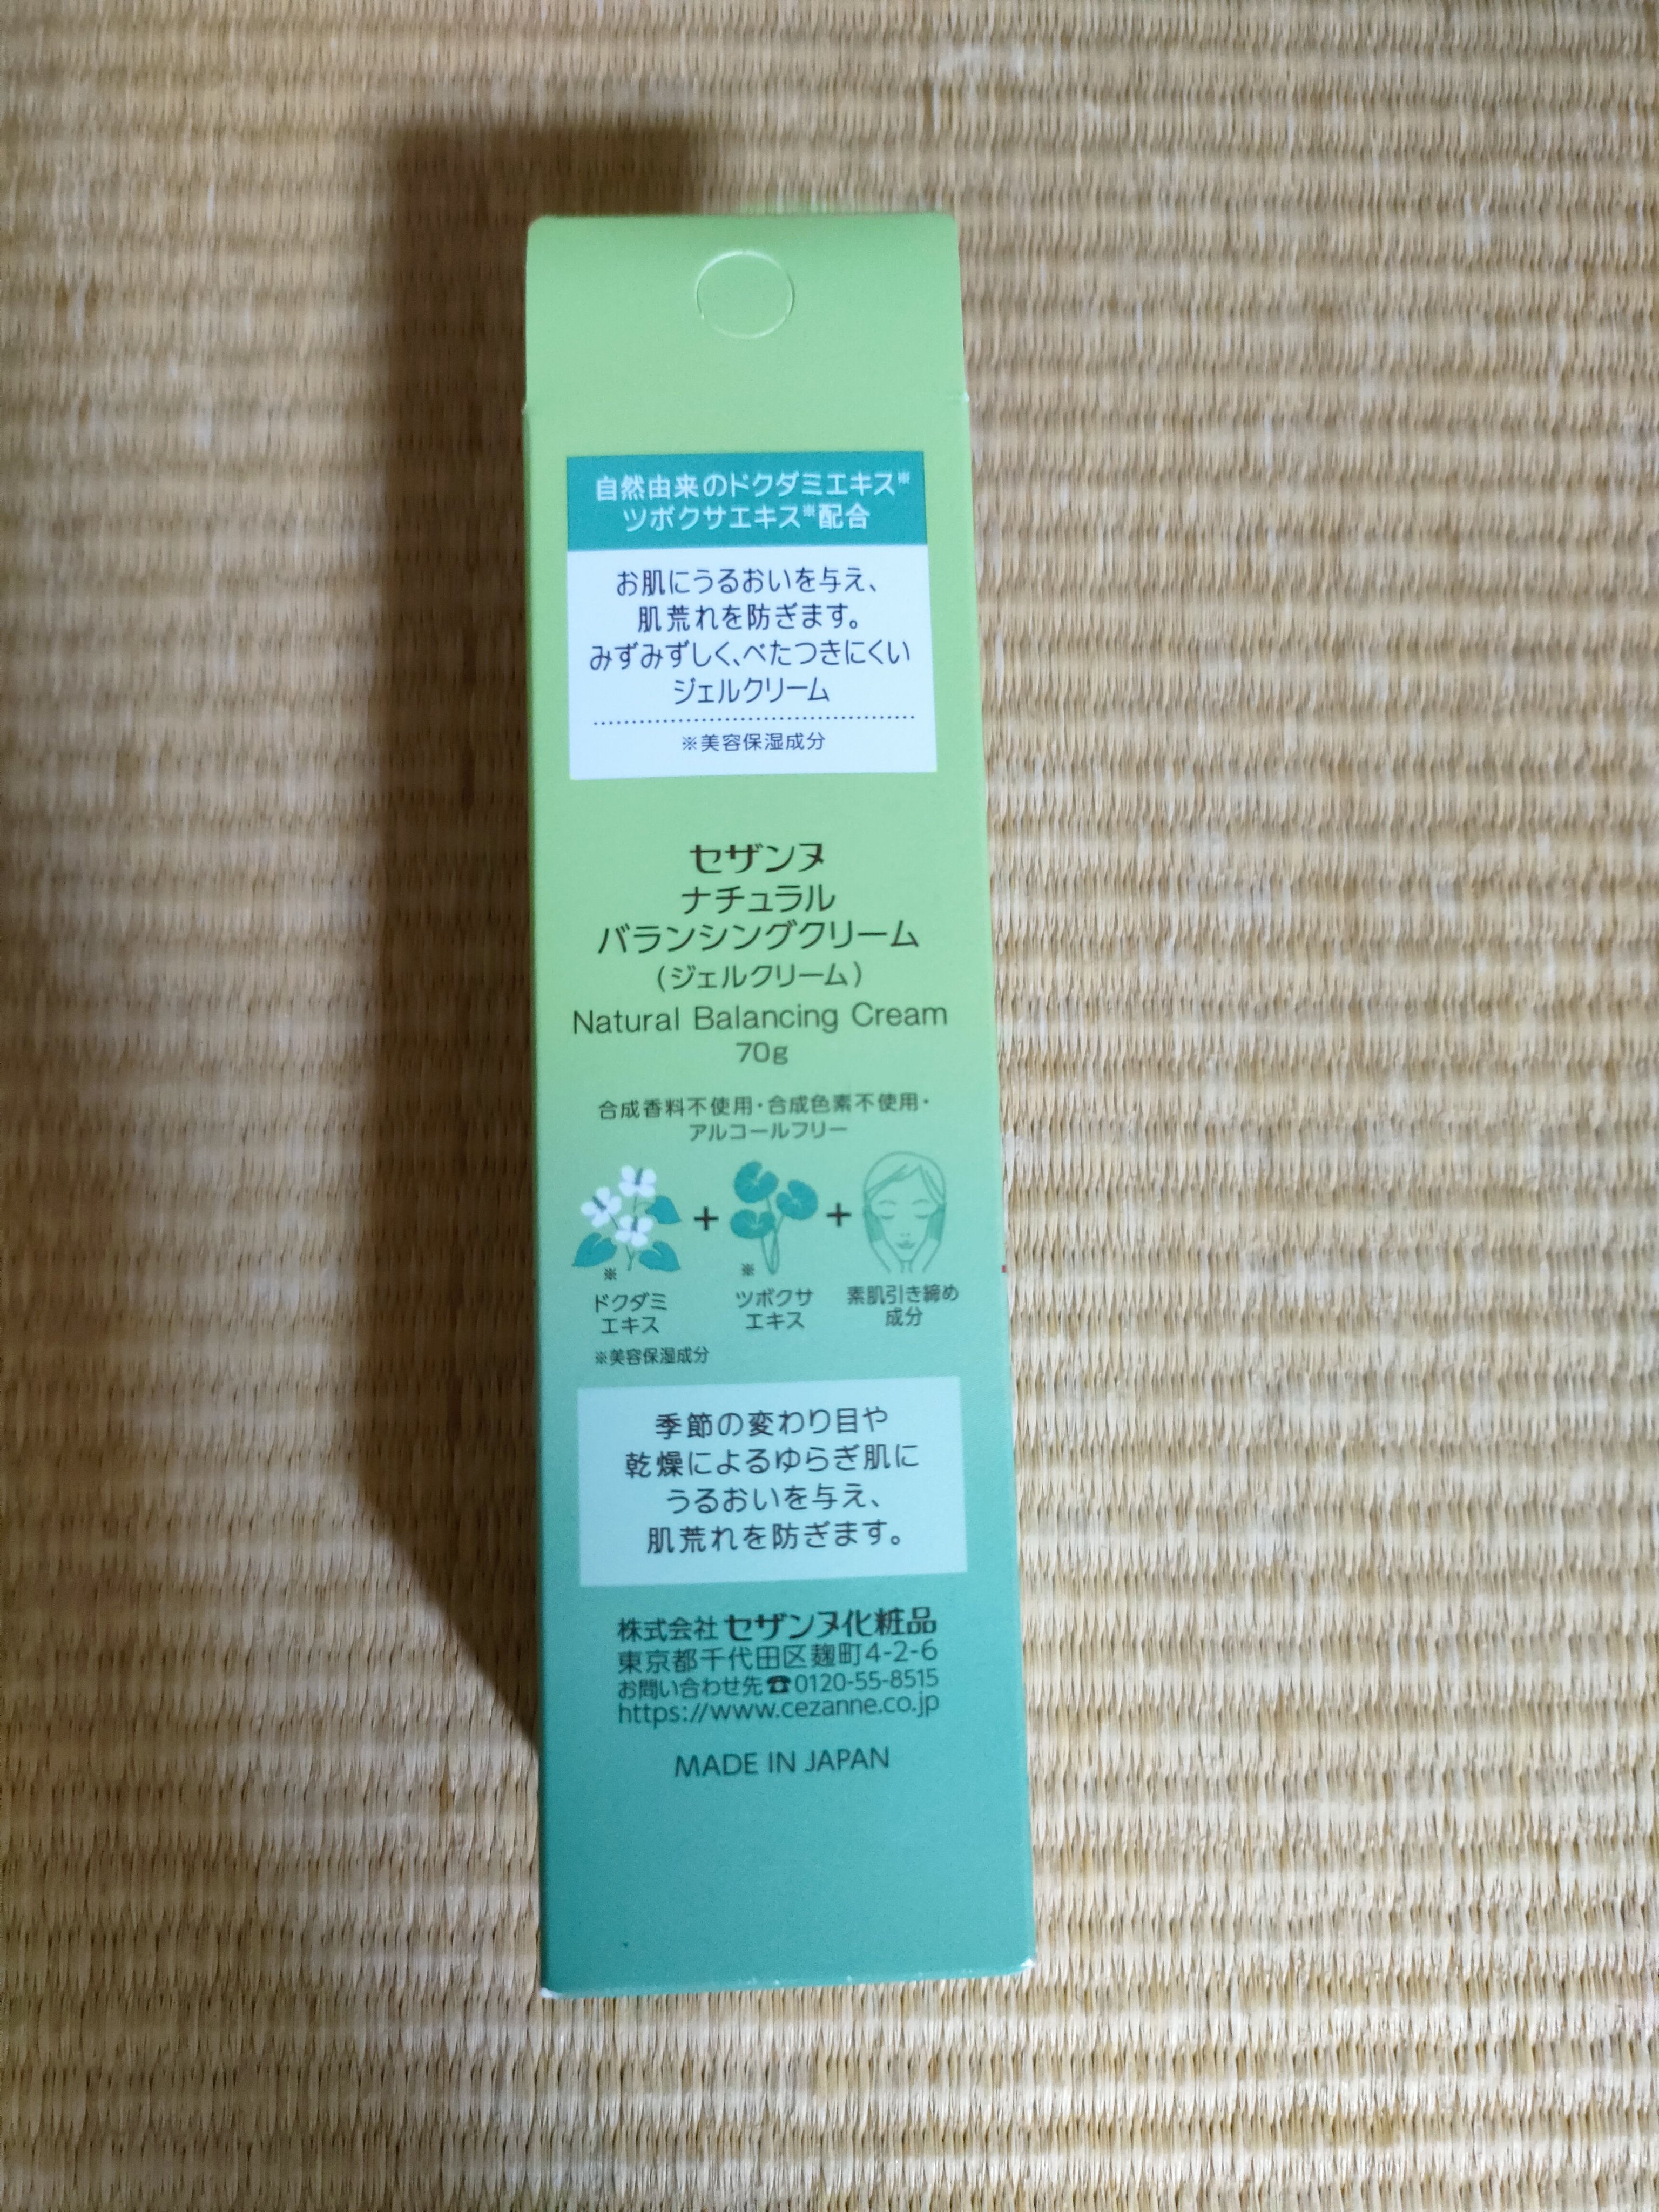 自然由来のドクダミエキス※
ツボクサエキス※配合
お肌にうるおいを与え、
肌荒れを防ぎます。
みずみずしく、べたつきにくい
ジェルクリーム
※美容保湿成分
セザンヌ
ナチュラル
バランシングクリーム
(ジェルクリーム)
Natural Balancing Cream
70g
合成香料不使用・合成色素不使用・
アルコールフリー
※
ドクダミ
エキス
+
※
ツボクサ
エキス
+
素肌引き締め
成分
※美容保湿成分
季節の変わり目や
乾燥によるゆらぎ肌に
うるおいを与え、
肌荒れを防ぎます。
株式会社 セザンヌ化粧品
東京都千代田区麹町4-2-6
お問い合わせ先☎0120-55-8515
https://www.cezanne.co.jp
MADE IN JAPAN